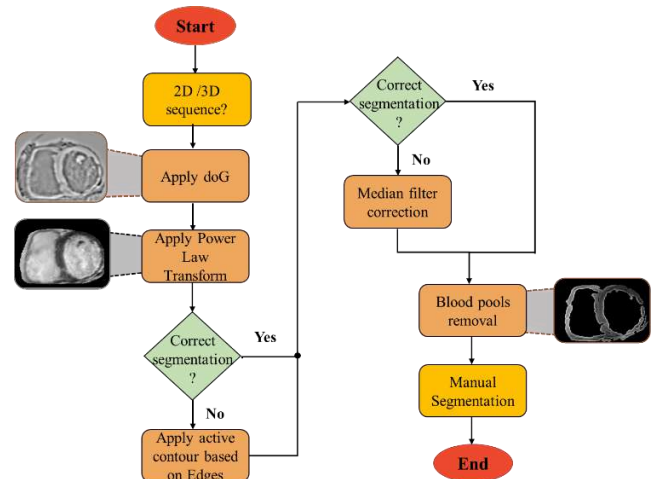 Start
2D /3D
sequence?
Apply doG
Apply Power
Law
Transform
Correct
segmentation
?
Yes
No
Apply active
contour based
on Edges
Correct
segmentation
?
Yes
No
Median filter
correction
Blood pools
removal
Manual
Segmentation
End